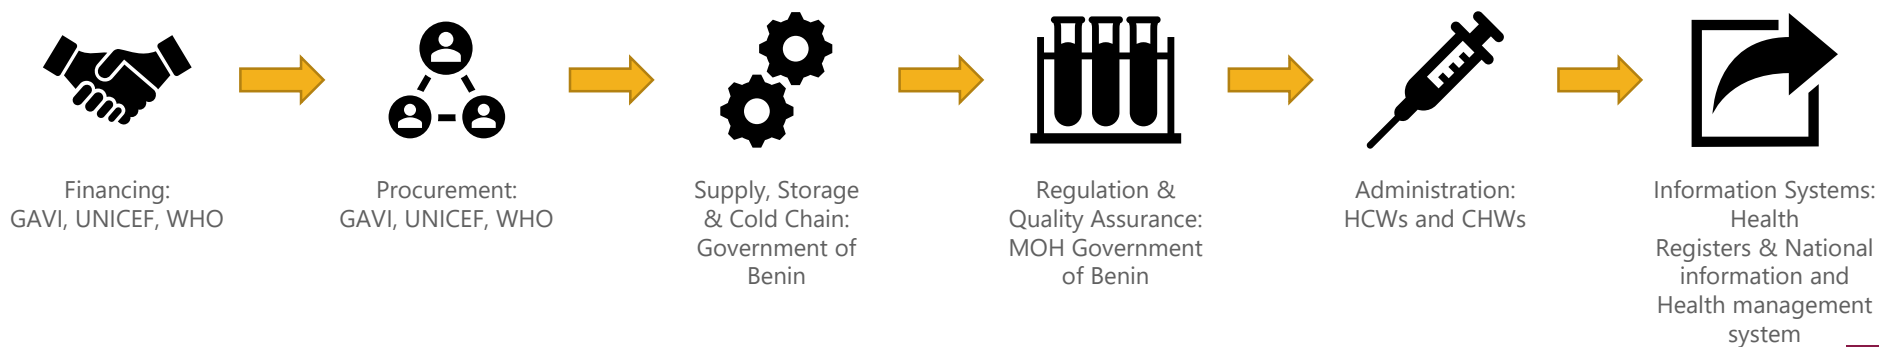 Financing:
GAVI, UNICEF, WHO
Procurement:
GAVI, UNICEF, WHO
Supply, Storage
& Cold Chain:
Government of
Benin
Regulation &
Quality Assurance:
MOH Government
of Benin
Administration:
HCWs and CHWs
Information Systems:
Health
Registers & National
information and
Health management
system